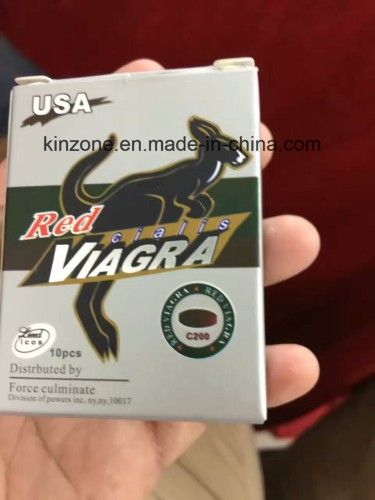 USA
kinzone.en.made-in-china.com
Red
cialis
VIAGRA
RED VIAGRA RED VIAGRA
C200
10pcs
Distrbuted by
Force culminate
Division of powers inc, ny,ny,10017